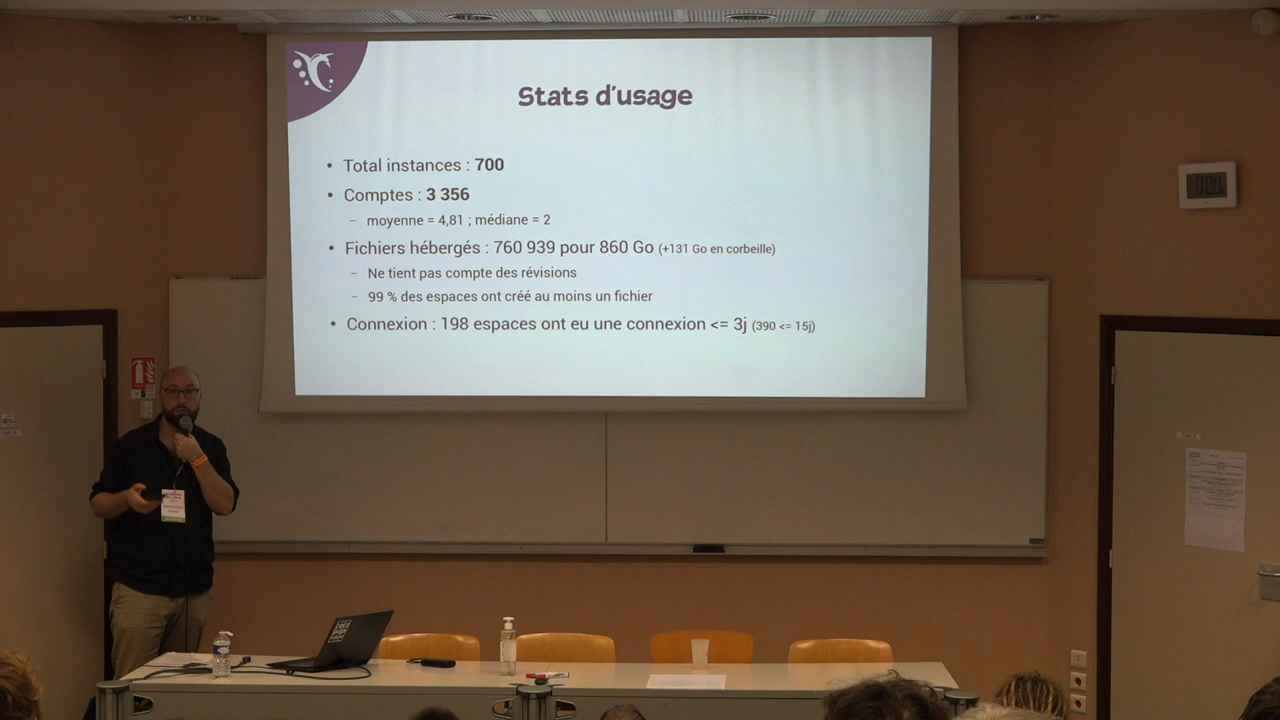 Stats d'usage
• Total instances : 700
• Comptes : 3 356
– moyenne = 4,81 ; médiane = 2
• Fichiers hébergés : 760 939 pour 860 Go (+131 Go en corbeille)
– Ne tient pas compte des révisions
– 99 % des espaces ont créé au moins un fichier
• Connexion : 198 espaces ont eu une connexion <= 3j (390 <= 15j)